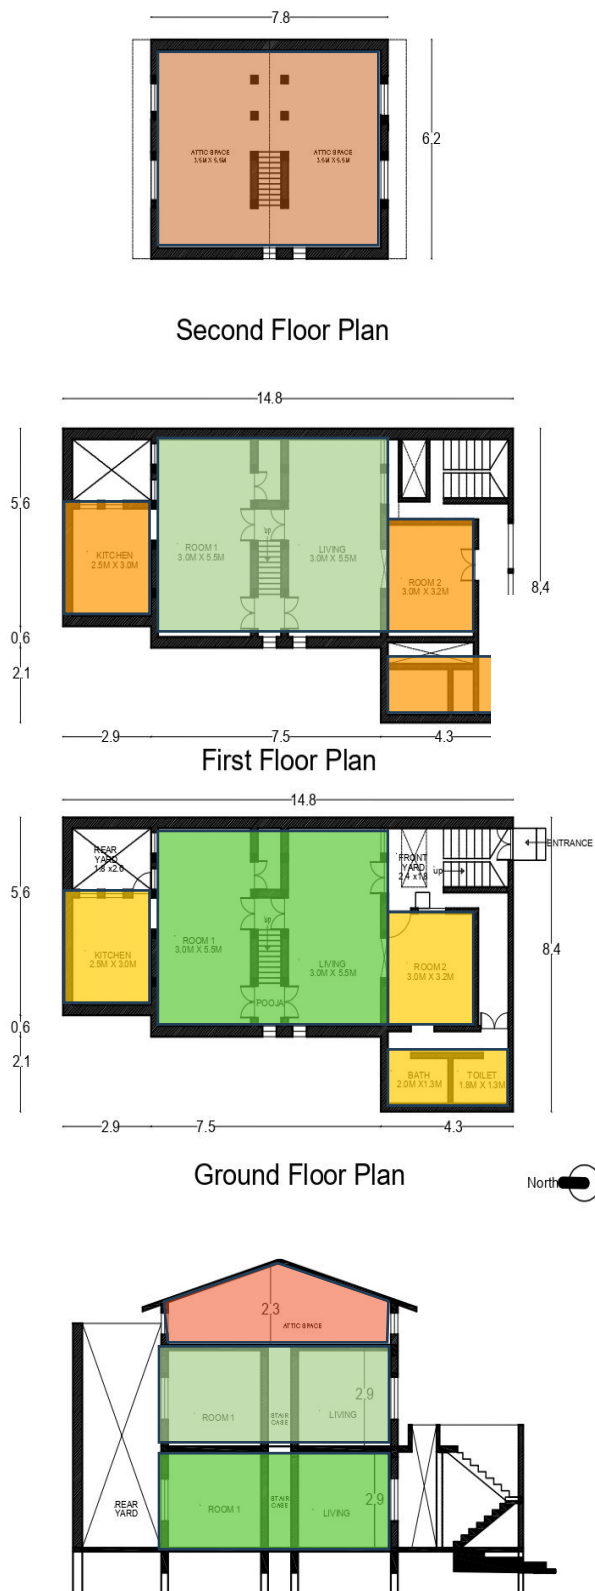 7.8
6.2
ATTIC SPACE
3.6M X 6.6M
ATTIC SPACE
3.6M X 6.6M
Second Floor Plan
14.8
5.6
0.6
2.1
8.4
up
KITCHEN
2.5M X 3.0M
ROOM 1
3.0M X 5.5M
LIVING
3.0M X 5.5M
ROOM 2
3.0M X 3.2M
2.9
7.5
4.3
First Floor Plan
14.8
ENTRANCE
REAR
YARD
FRONT
YARD
2.4 x1.8
up
5.6
0.6
2.1
8.4
up
KITCHEN
2.5M X 3.0M
ROOM 1
3.0M X 5.5M
LIVING
3.0M X 5.5M
ROOM 2
3.0M X 3.2M
POOJA
BATH
2.0M X1.3M
TOILET
1.8M X 1.3M
2.9
7.5
4.3
Ground Floor Plan
North
2.3
ATTIC SPACE
2.9
ROOM 1
STAIR
CASE
LIVING
2.9
REAR
YARD
ROOM 1
STAIR
CASE
LIVING